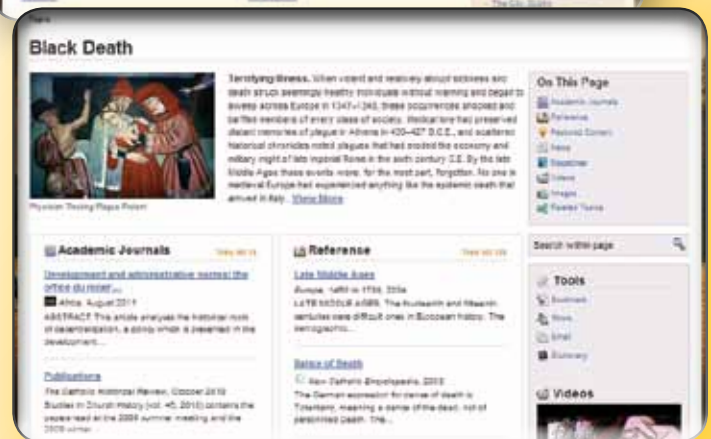 The City, Suzhi
Topic
Black Death
Terrifying Illness. When violent and relatively abrupt sickness and
death struck seemingly healthy individuals without warning and began to
sweep across Europe in 1347–1348, these occurrences shocked and
baffled members of every class of society. Medical lore had preserved
distant memories of plague in Athens in 430–427 B.C.E., and scattered
historical chronicles noted plagues that had eroded the economy and
military might of late imperial Rome in the sixth century C.E. By the late
Middle Ages these events were, for the most part, forgotten. No one in
medieval Europe had experienced anything like the epidemic death that
arrived in Italy... View More
Physician Treating Plague Patient
On This Page
Academic Journals
Reference
Featured Content
News
Magazines
Videos
Images
Related Topics
Academic Journals
Development and administrative norms: the
office du niger ...
Africa, August 2011
ABSTRACT This article analyses the historical roots
of decentralization, a policy which is presented in the
development...
Publications
The Catholic Historical Review, October 2010
Studies in Church History (vol. 45, 2010) contains the
papers read at the 2008 summer meeting and the
2009 winter...
Reference
Late Middle Ages
Europe, 1450 to 1789, 2004
LATE MIDDLE AGES. The fourteenth and fifteenth
centuries were difficult ones in European history. The
demographic...
Dance of Death
New Catholic Encyclopedia, 2003
The German expression for dance of death is
Totentanz, meaning a dance of the dead, not of
personified Death. The...
Search within page
Tools
Bookmark
Share
Email
Summary
Videos